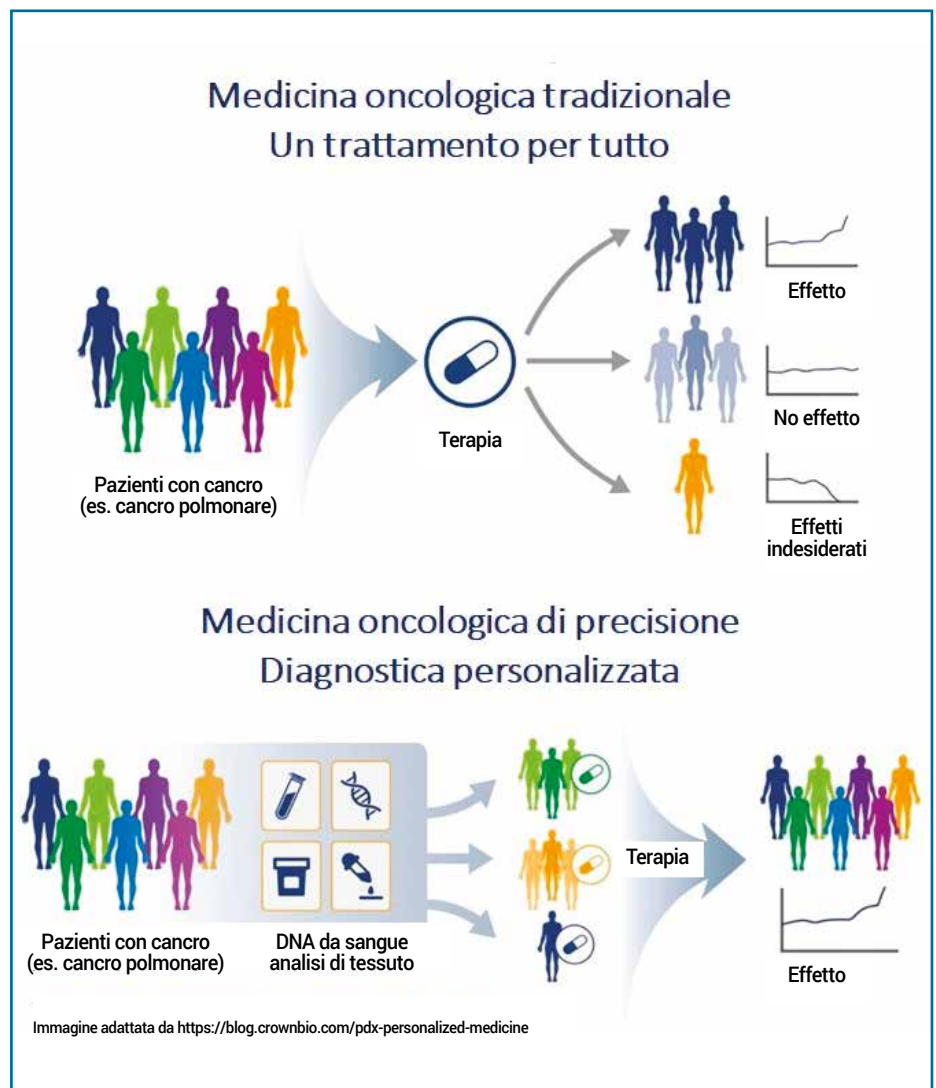 Medicina oncologica tradizionale
Un trattamento per tutto
Effetto
No effetto
Terapia
Pazienti con cancro
(es. cancro polmonare)
Effetti
indesiderati
Medicina oncologica di precisione
Diagnostica personalizzata
Terapia
Pazienti con cancro
(es. cancro polmonare)
DNA da sangue
analisi di tessuto
Effetto
Immagine adattata da https://blog.crownbio.com/pdx-personalized-medicine